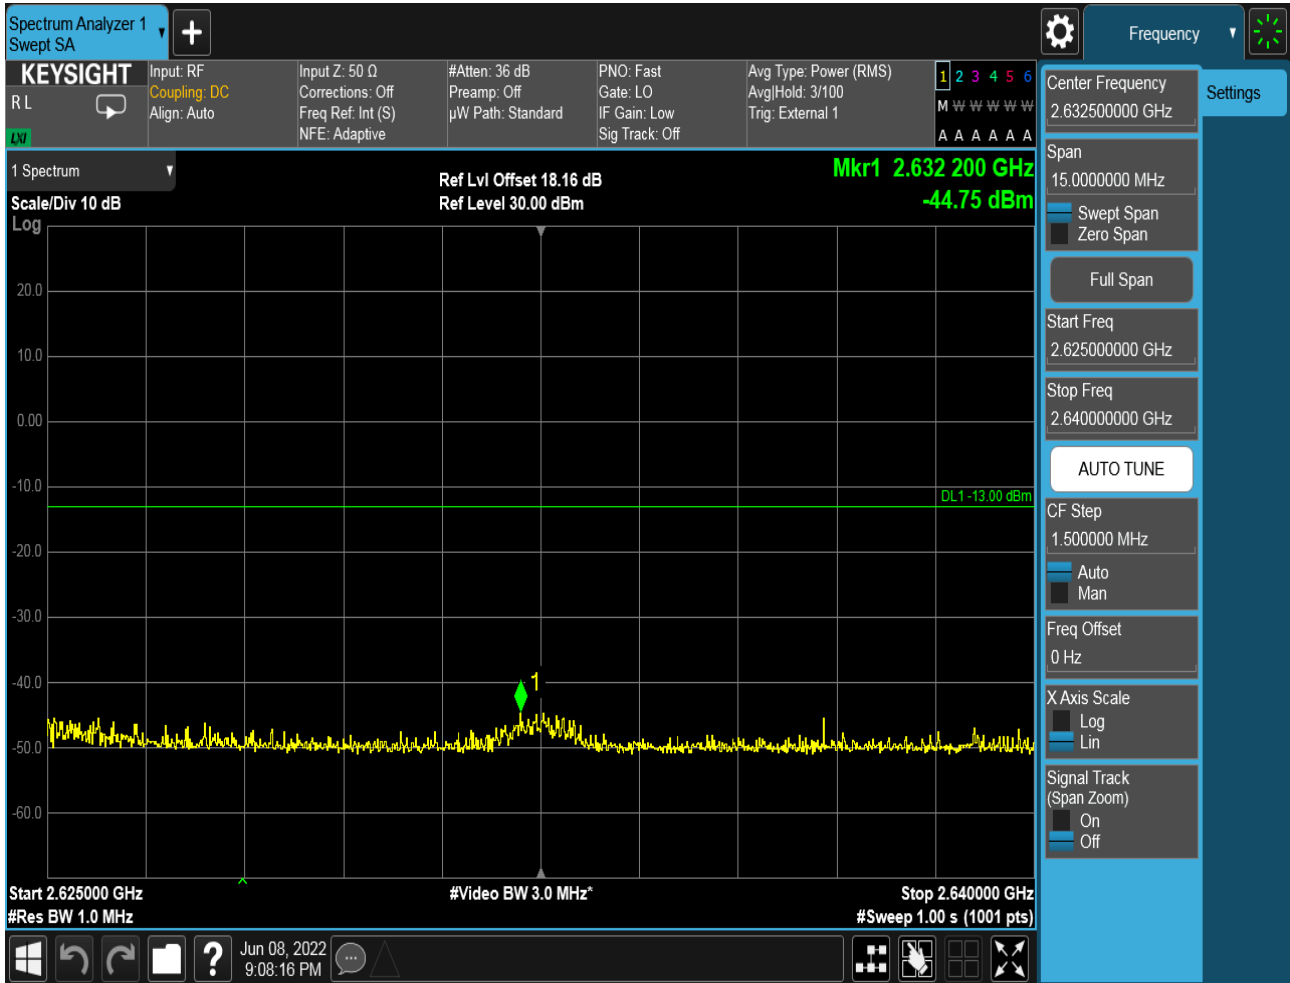 Spectrum Analyzer 1
Swept SA
Frequency
KEYSIGHT
R L
LXI
Input: RF
Coupling: DC
Align: Auto
Input Z: 50 Ω
Corrections: Off
Freq Ref: Int (S)
NFE: Adaptive
#Atten: 36 dB
Preamp: Off
µW Path: Standard
PNO: Fast
Gate: LO
IF Gain: Low
Sig Track: Off
Avg Type: Power (RMS)
Avg|Hold: 3/100
Trig: External 1
1 2 3 4 5 6
M W W W W W
A A A A A A
1 Spectrum
Scale/Div 10 dB
Log
Ref Lvl Offset 18.16 dB
Ref Level 30.00 dBm
Mkr1 2.632 200 GHz
-44.75 dBm
20.0
10.0
0.00
-10.0
DL1 -13.00 dBm
-20.0
-30.0
-40.0
1
-50.0
-60.0
Start 2.625000 GHz
#Video BW 3.0 MHz*
Stop 2.640000 GHz
#Res BW 1.0 MHz
#Sweep 1.00 s (1001 pts)
?
Jun 08, 2022
9:08:16 PM
Center Frequency
2.632500000 GHz
Settings
Span
15.0000000 MHz
Swept Span
Zero Span
Full Span
Start Freq
2.625000000 GHz
Stop Freq
2.640000000 GHz
AUTO TUNE
CF Step
1.500000 MHz
Auto
Man
Freq Offset
0 Hz
X Axis Scale
Log
Lin
Signal Track
(Span Zoom)
On
Off